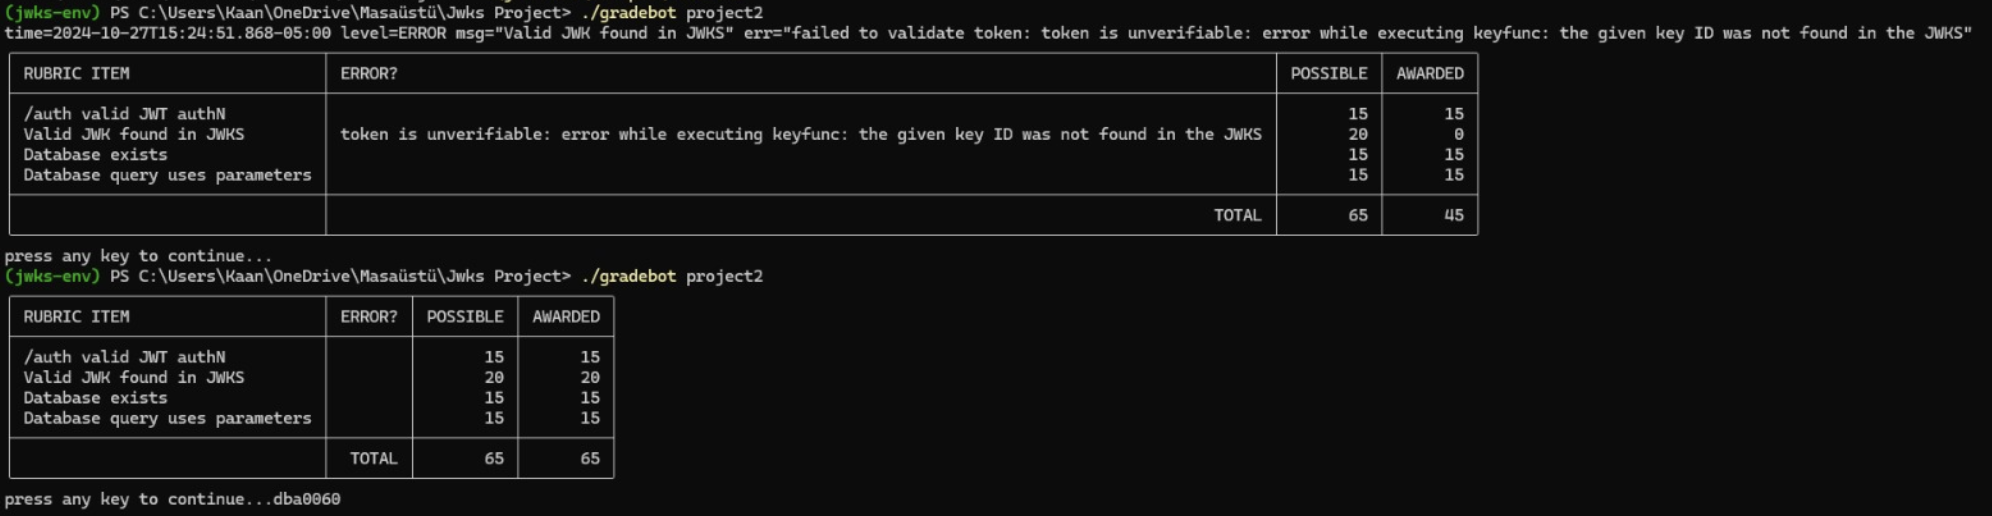 (jwks-env) PS C:\Users\Kaan\OneDrive\Masaüstü\Jwks Project> ./gradebot project2
time=2024-10-27T15:24:51.868-05:00 level=ERROR msg="Valid JWK found in JWKS" err="failed to validate token: token is unverifiable: error while executing keyfunc: the given key ID was not found in the JWKS"
RUBRIC ITEM ERROR? POSSIBLE AWARDED
/auth valid JWT authN 15 15
Valid JWK found in JWKS token is unverifiable: error while executing keyfunc: the given key ID was not found in the JWKS 20 0
Database exists 15 15
Database query uses parameters 15 15
TOTAL 65 45
press any key to continue...
(jwks-env) PS C:\Users\Kaan\OneDrive\Masaüstü\Jwks Project> ./gradebot project2
RUBRIC ITEM ERROR? POSSIBLE AWARDED
/auth valid JWT authN 15 15
Valid JWK found in JWKS 20 20
Database exists 15 15
Database query uses parameters 15 15
TOTAL 65 65
press any key to continue...dba0060